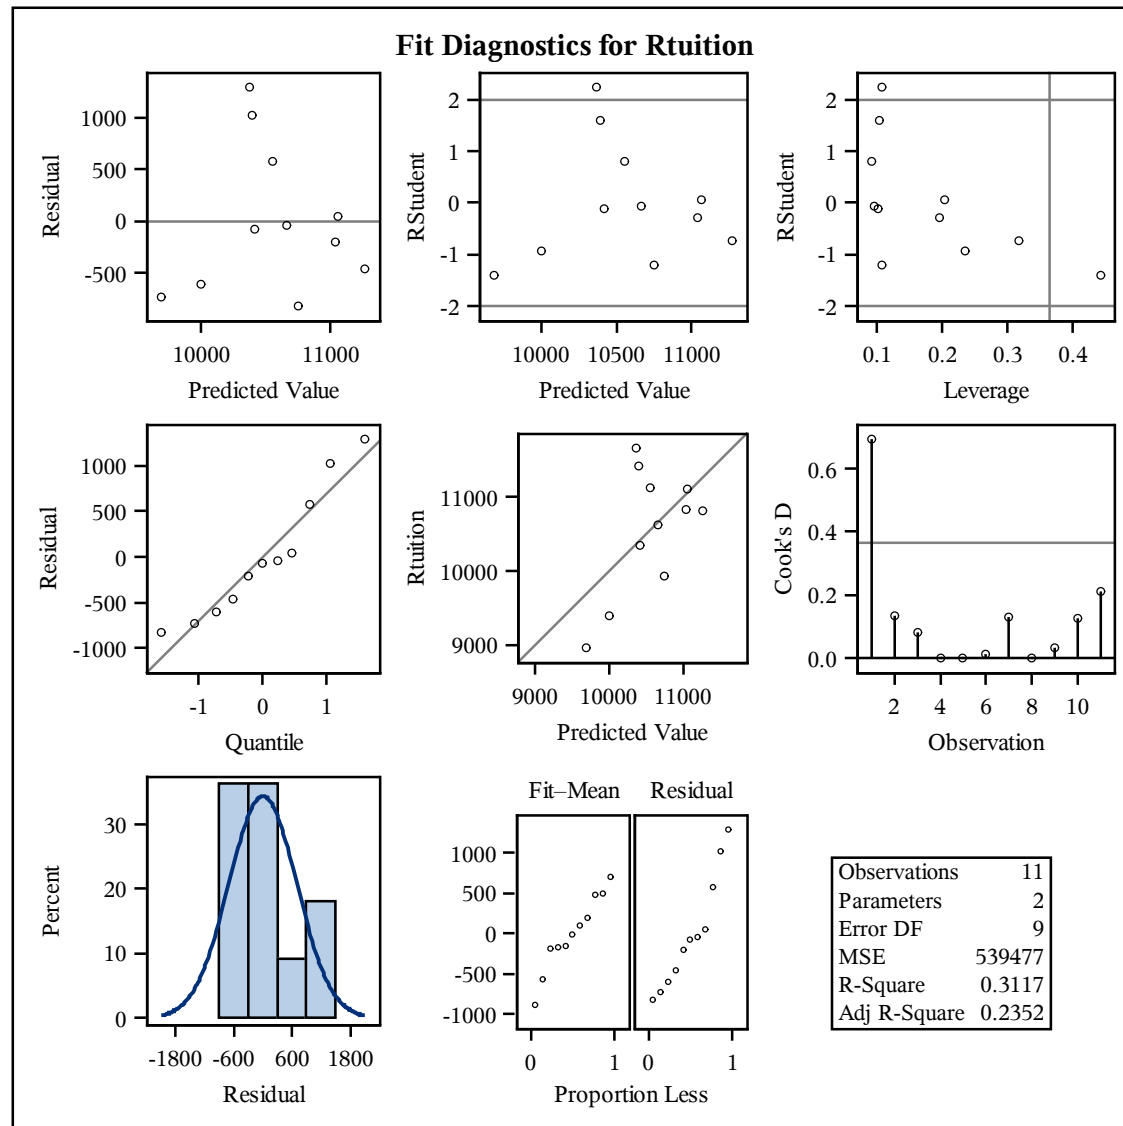 Fit Diagnostics for Rtuition
Residual
1000
500
0
-500
10000 11000
Predicted Value
RStudent
2
1
0
-1
-2
10000 10500 11000
Predicted Value
RStudent
2
1
0
-1
-2
0.1 0.2 0.3 0.4
Leverage
Residual
1000
500
0
-500
-1000
-1 0 1
Quantile
Rtuition
11000
10000
9000
9000 10000 11000
Predicted Value
Cook's D
0.6
0.4
0.2
0.0
2 4 6 8 10
Observation
Percent
30
20
10
0
-1800 -600 600 1800
Residual
Fit–Mean Residual
1000
500
0
-500
-1000
0 1 0 1
Proportion Less
Observations 11
Parameters 2
Error DF 9
MSE 539477
R-Square 0.3117
Adj R-Square 0.2352